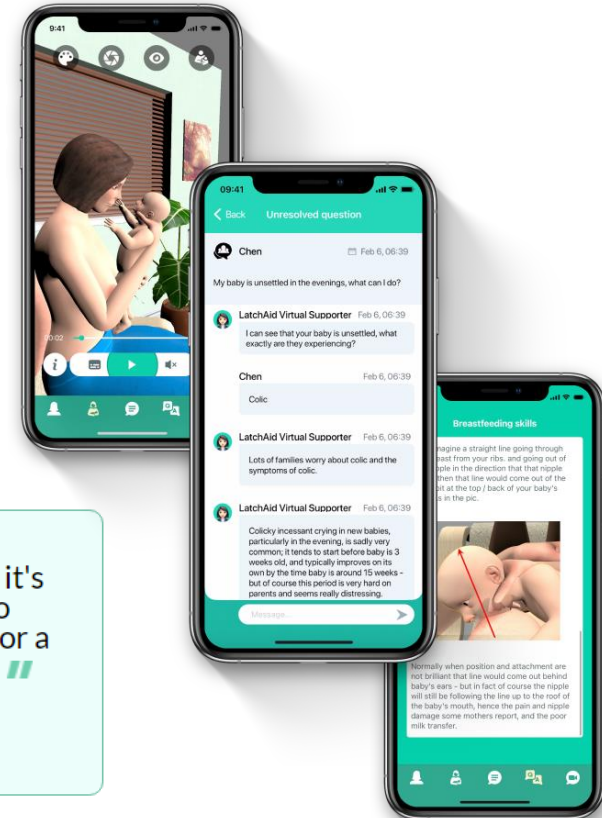 9:41
00:02
i
Q A
09:41
Back
Unresolved question
Chen
Feb 6, 06:39
My baby is unsettled in the evenings, what can I do?
LatchAid Virtual Supporter Feb 6, 06:39
I can see that your baby is unsettled, what
exactly are they experiencing?
Chen
Feb 6, 06:39
Colic
LatchAid Virtual Supporter Feb 6, 06:39
Lots of families worry about colic and the
symptoms of colic.
LatchAid Virtual Supporter Feb 6, 06:39
Colicky incessant crying in new babies,
particularly in the evening, is sadly very
common; it tends to start before baby is 3
weeks old, and typically improves on its
own by the time baby is around 15 weeks –
but of course this period is very hard on
parents and seems really distressing.
Message...
Breastfeeding skills
magine a straight line going through
east from your ribs. and going out of
ple in the direction that that nipple
then that line would come out of the
bit at the top / back of your baby's
s in the pic.
Normally when position and attachment are
not brilliant that line would come out behind
baby's ears – but in fact of course the nipple
will still be following the line up to the roof of
the baby's mouth, hence the pain and nipple
damage some mothers report, and the poor
milk transfer.
Q A
it's
o
or a
"